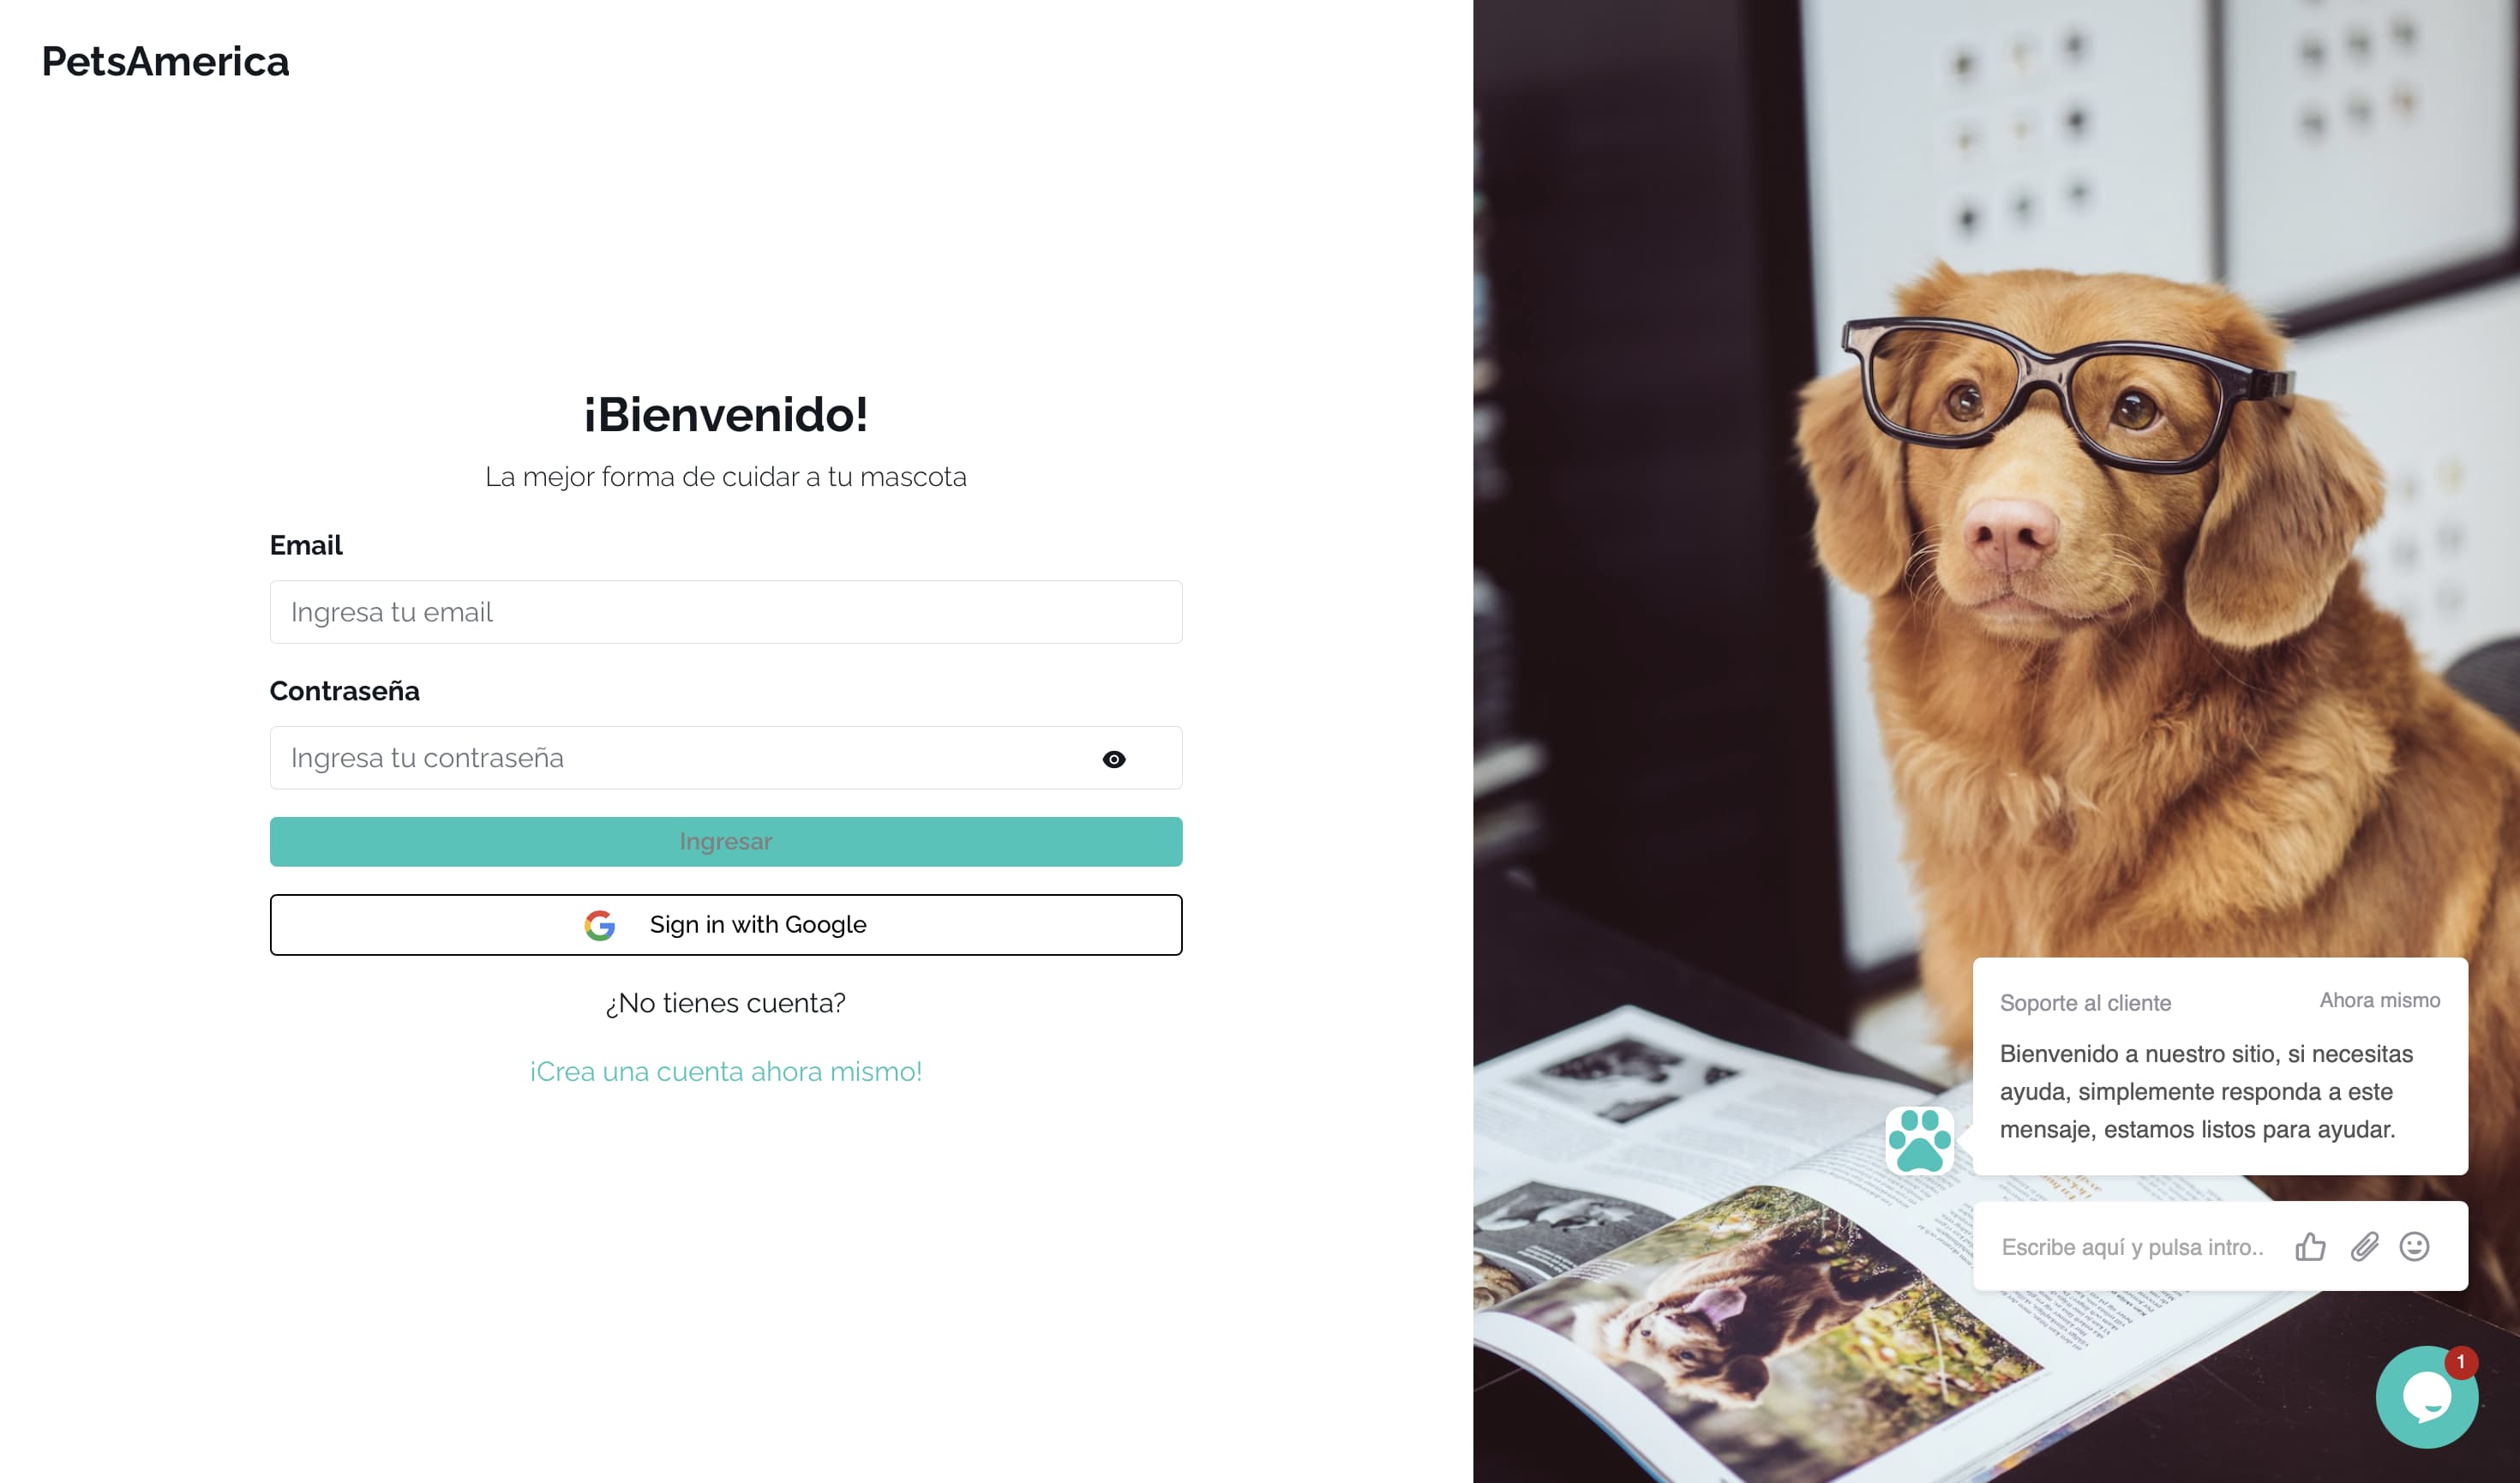 PetsAmerica
¡Bienvenido!
La mejor forma de cuidar a tu mascota
Email
Ingresa tu email
Contraseña
Ingresa tu contraseña
Ingresar
Sign in with Google
¿No tienes cuenta?
¡Crea una cuenta ahora mismo!
Soporte al cliente
Ahora mismo
Bienvenido a nuestro sitio, si necesitas
ayuda, simplemente responda a este
mensaje, estamos listos para ayudar.
Escribe aquí y pulsa intro..
1